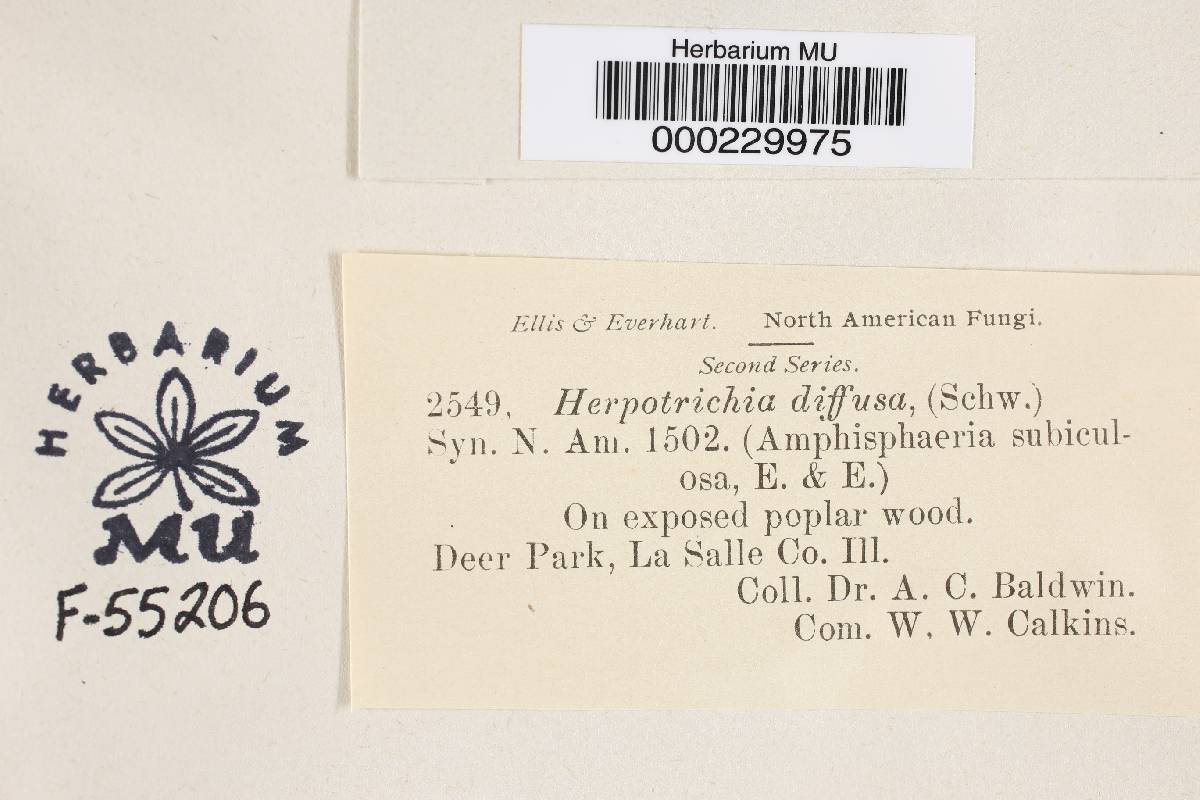 Herbarium MU
000229975
HERBARIUM
MU
F-55206
Ellis & Everhart. North American Fungi.
Second Series.
2549. Herpotrichia diffusa, (Schw.)
Syn. N. Am. 1502. (Amphisphaeria subicul-
osa, E. & E.)
On exposed poplar wood.
Deer Park, La Salle Co. Ill.
Coll. Dr. A. C. Baldwin.
Com. W. W. Calkins.